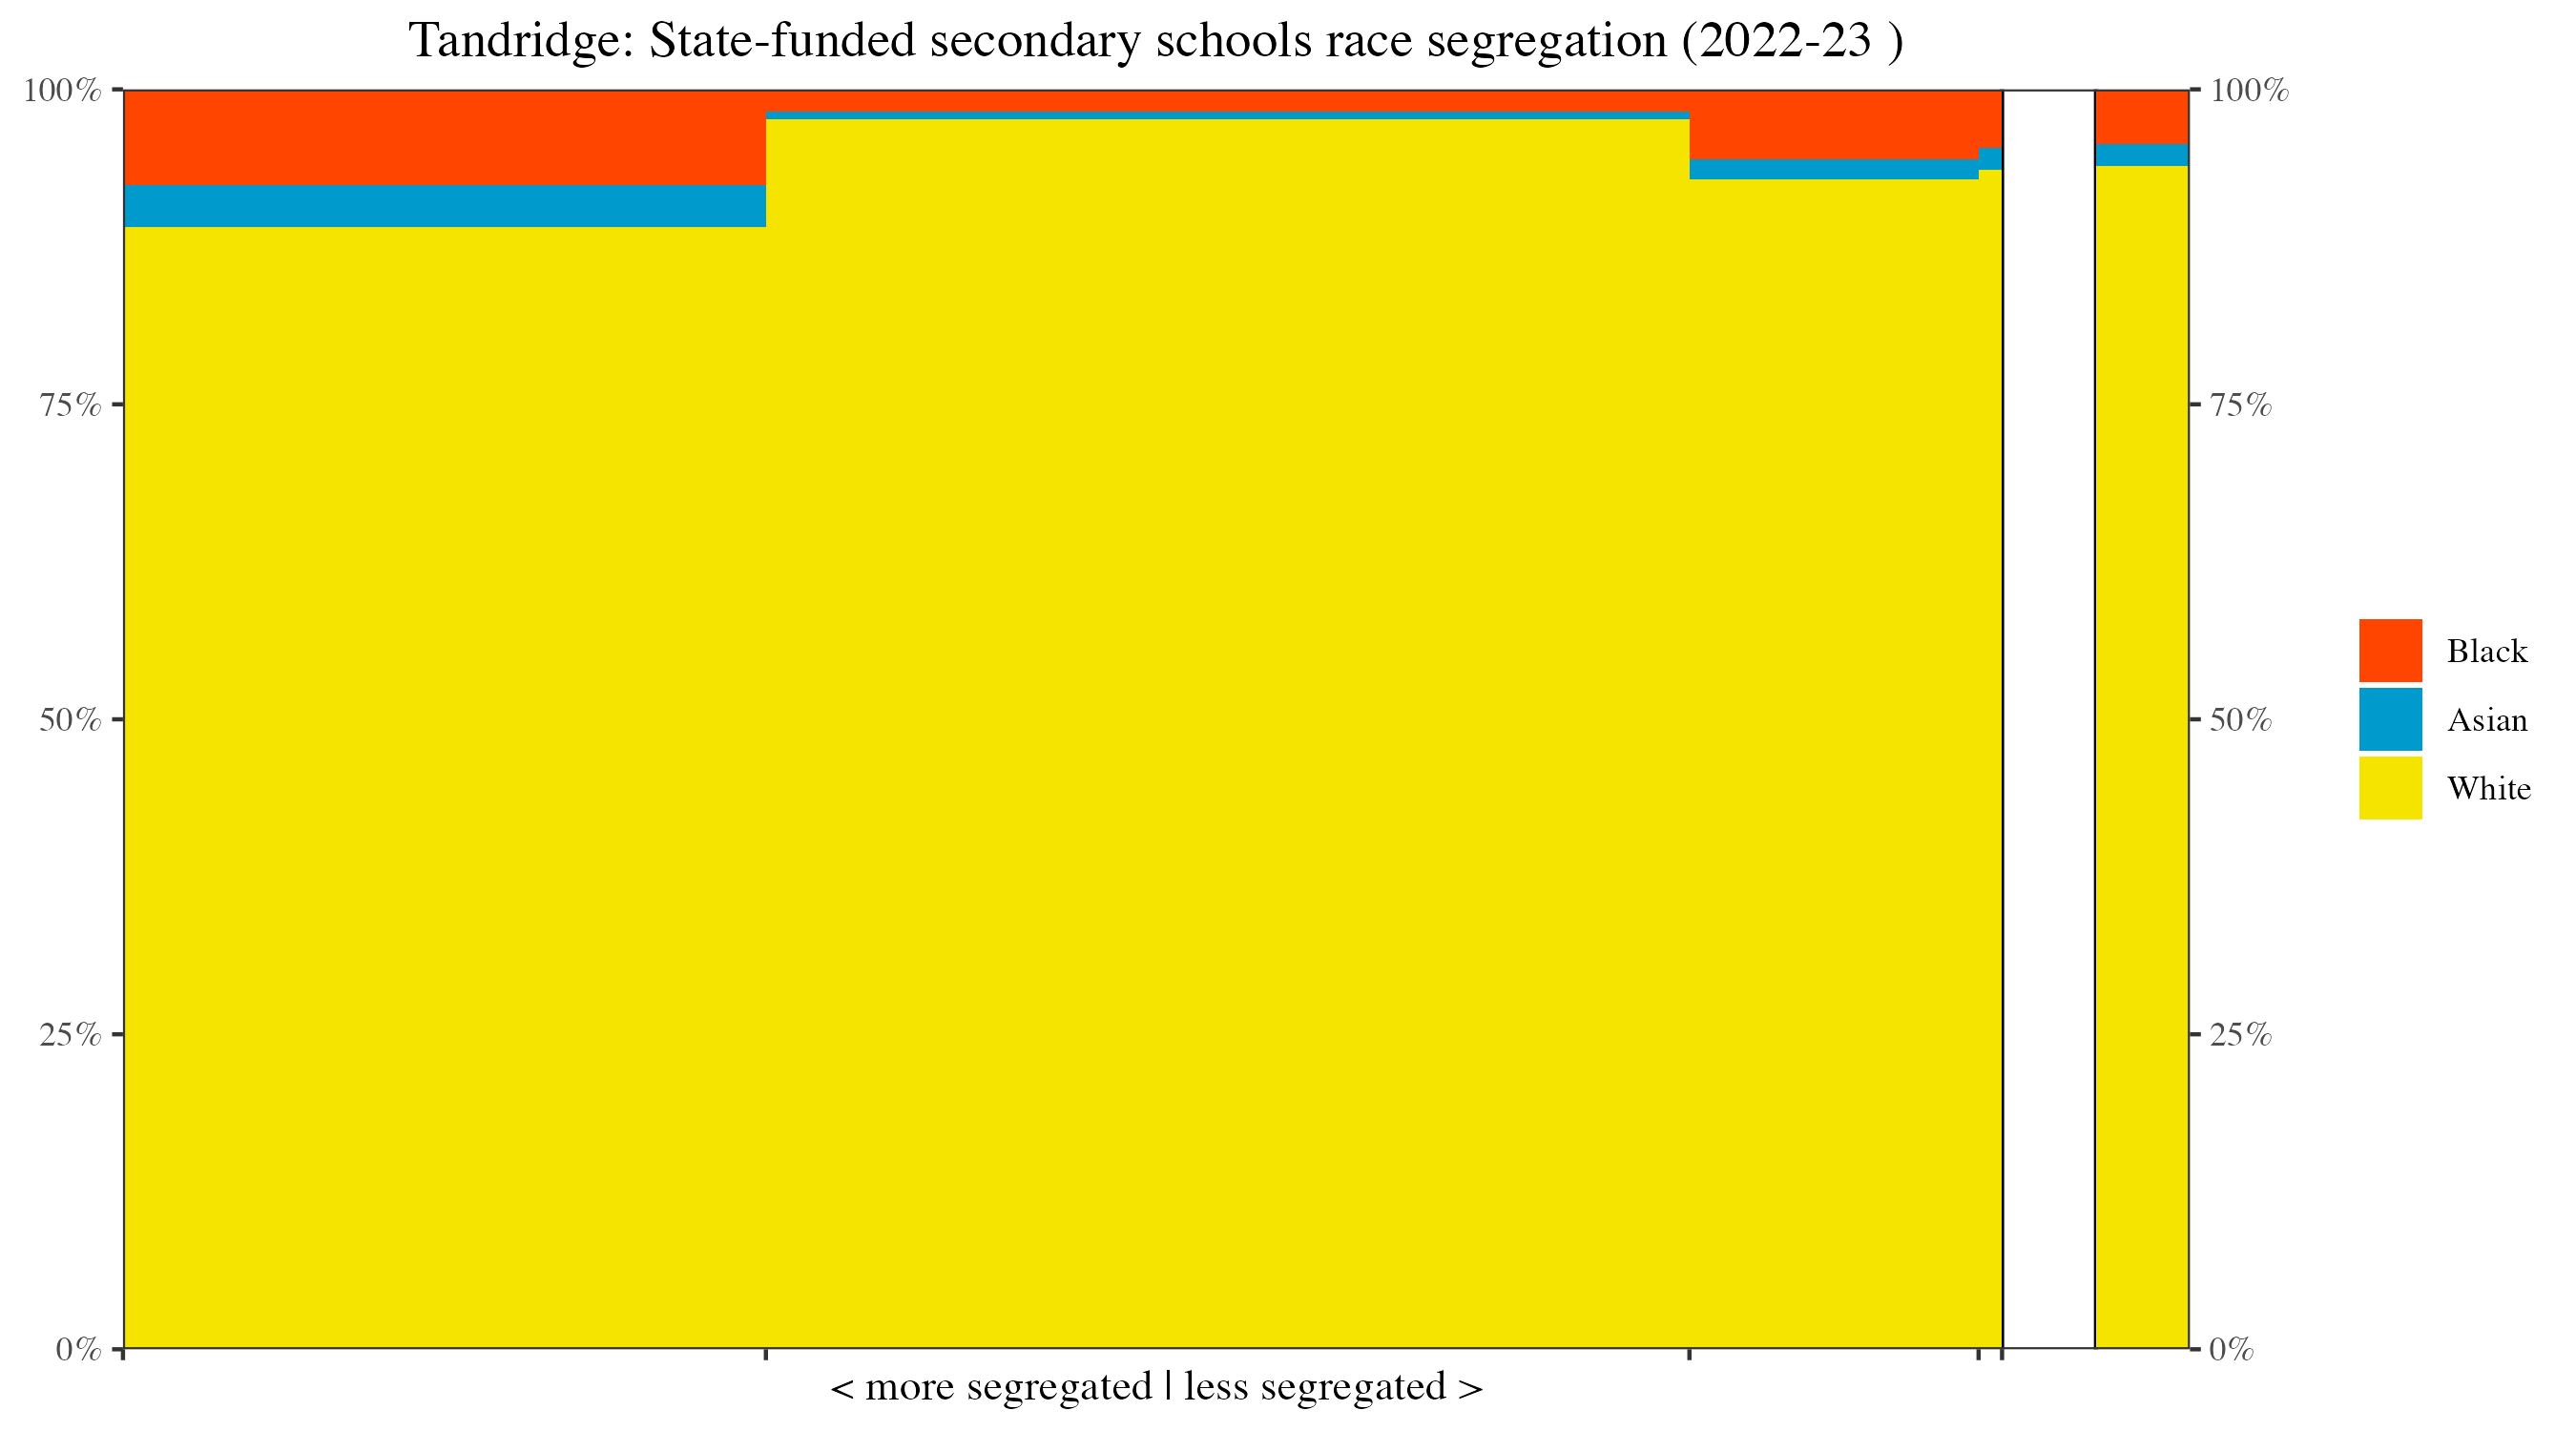 Tandridge: State-funded secondary schools race segregation (2022-23 )
100%
75%
50%
25%
0%
100%
75%
50%
25%
0%
Black
Asian
White
< more segregated | less segregated >